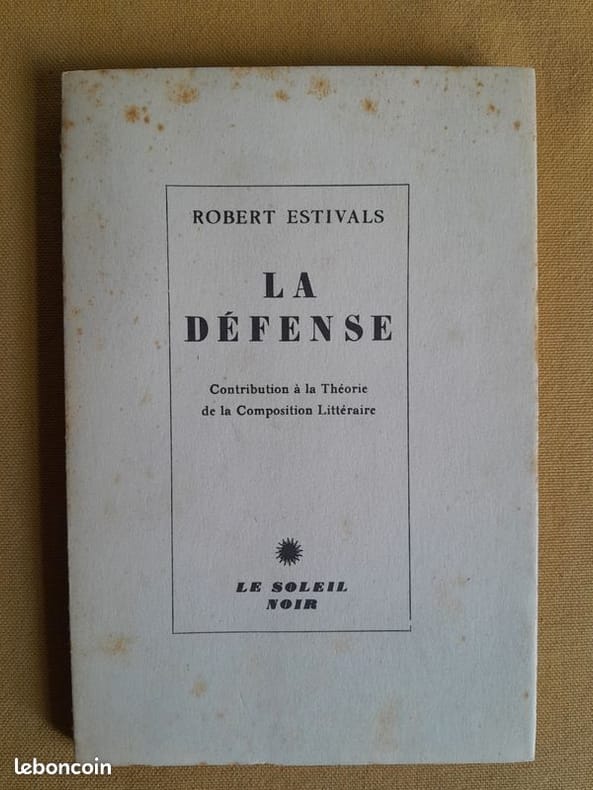 ROBERT ESTIVALS
LA
DÉFENSE
Contribution à la Théorie
de la Composition Littéraire
LE SOLEIL
NOIR
leboncoin